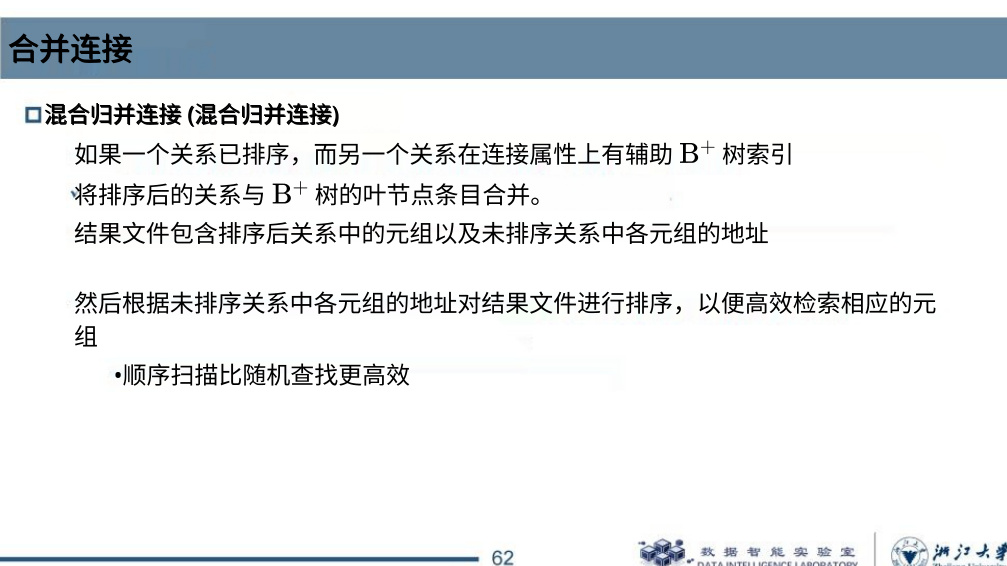 合并连接
混合归并连接 (混合归并连接)
如果一个关系已排序，而另一个关系在连接属性上有辅助 B⁺ 树索引
将排序后的关系与 B⁺ 树的叶节点条目合并。
结果文件包含排序后关系中的元组以及未排序关系中各元组的地址
然后根据未排序关系中各元组的地址对结果文件进行排序，以便高效检索相应的元
组
•顺序扫描比随机查找更高效
62
数据智能实验室
DATA INTELLIGENCE LABORATORY
浙江大学